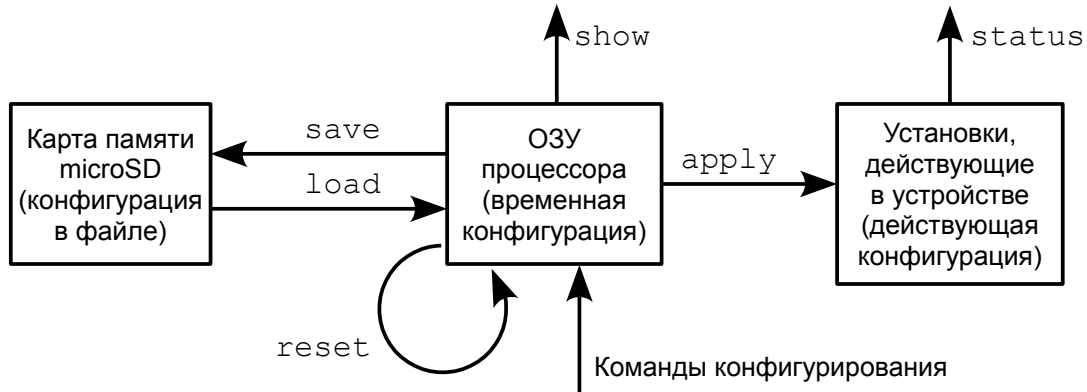 show
status
Карта памяти
microSD
(конфигурация
в файле)
save
load
ОЗУ
процессора
(временная
конфигурация)
apply
Установки,
действующие
в устройстве
(действующая
конфигурация)
reset
Команды конфигурирования